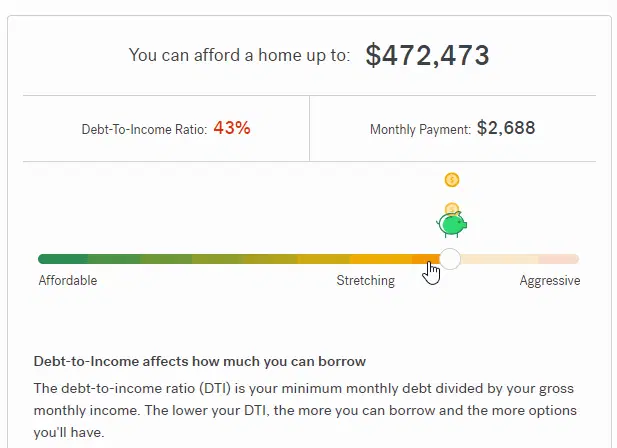 You can afford a home up to: $472,473
Debt-To-Income Ratio: 43% Monthly Payment: $2,688
Affordable Stretching Aggressive
Debt-to-Income affects how much you can borrow
The debt-to-income ratio (DTI) is your minimum monthly debt divided by your gross
monthly income. The lower your DTI, the more you can borrow and the more options
you'll have.